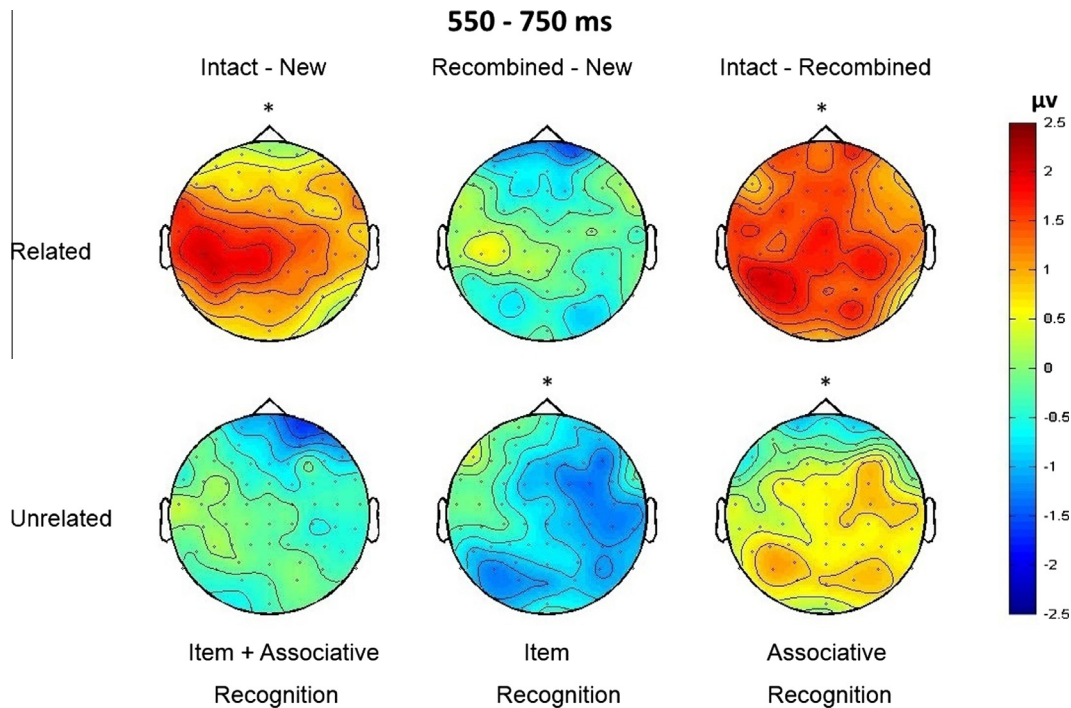 550 - 750 ms
Intact - New Recombined - New Intact - Recombined
* *
µv
2.5
2
1.5
1
0.5
0
-0.5
-1
-1.5
-2
-2.5
Related
* *
Unrelated
Item + Associative Item Associative
Recognition Recognition Recognition